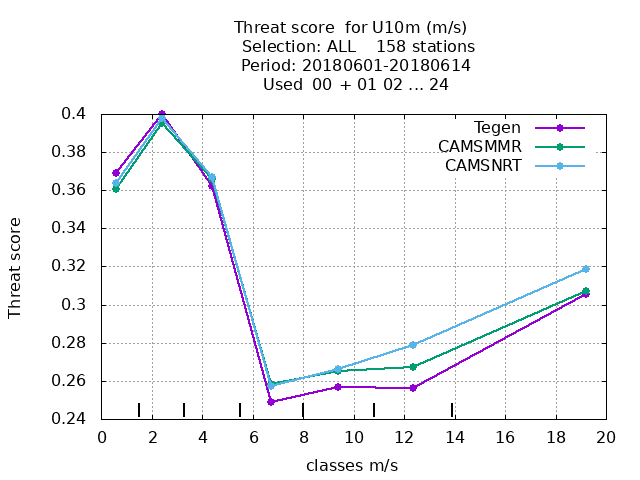 Threat score  for U10m (m/s)
Selection: ALL    158 stations
Period: 20180601-20180614
Used  00 + 01 02 ... 24
Threat score
0.4
0.38
0.36
0.34
0.32
0.3
0.28
0.26
0.24
Tegen
CAMSMMR
CAMSNRT
0 2 4 6 8 10 12 14 16 18 20
classes m/s